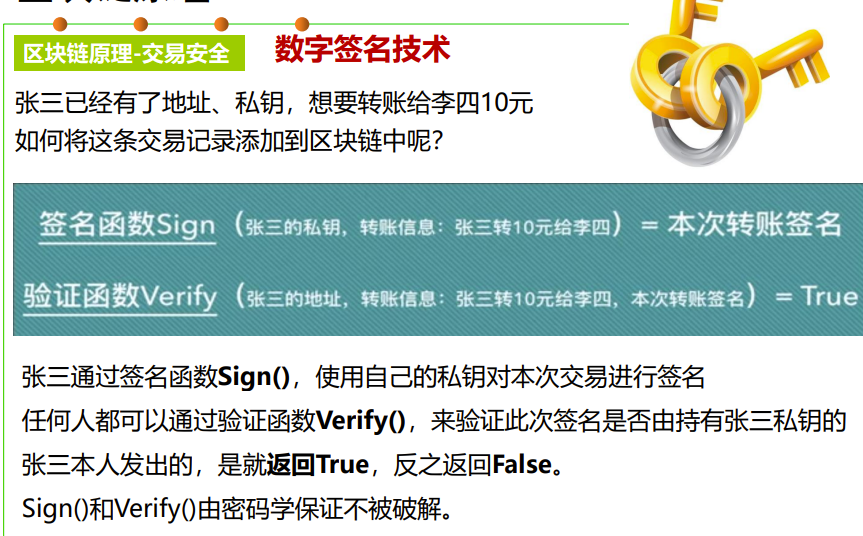 区块链原理-交易安全
数字签名技术
张三已经有了地址、私钥，想要转账给李四10元
如何将这条交易记录添加到区块链中呢？
签名函数Sign（张三的私钥，转账信息：张三转10元给李四）= 本次转账签名
验证函数Verify（张三的地址，转账信息：张三转10元给李四，本次转账签名）= True
张三通过签名函数Sign()，使用自己的私钥对本次交易进行签名
任何人都可以通过验证函数Verify()，来验证此次签名是否由持有张三私钥的
张三本人发出的，是就返回True，反之返回False。
Sign()和Verify()由密码学保证不被破解。